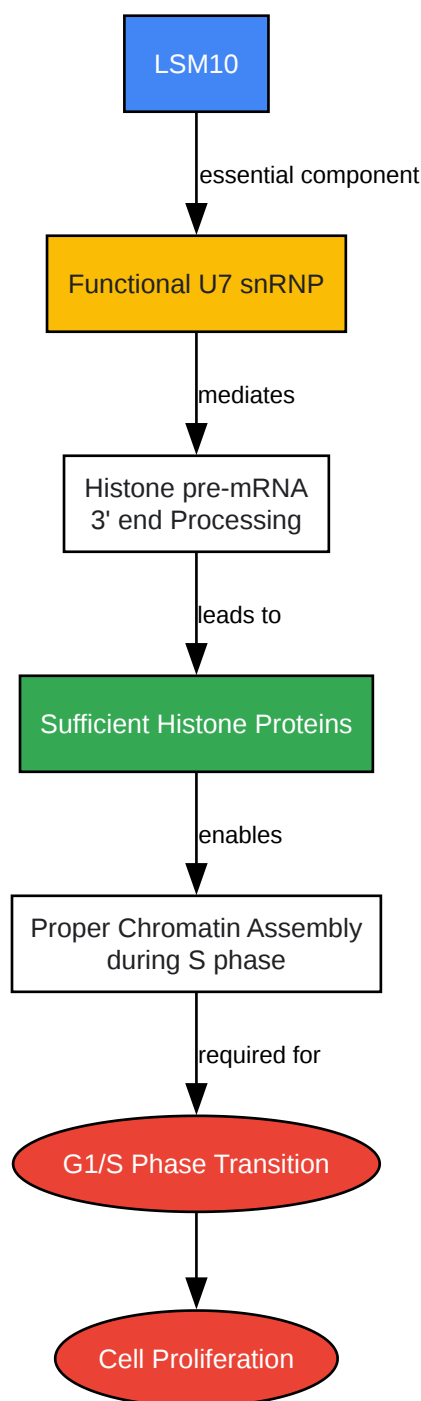 LSM10
essential component
Functional U7 snRNP
mediates
Histone pre-mRNA
3' end Processing
leads to
Sufficient Histone Proteins
enables
Proper Chromatin Assembly
during S phase
required for
G1/S Phase Transition
Cell Proliferation